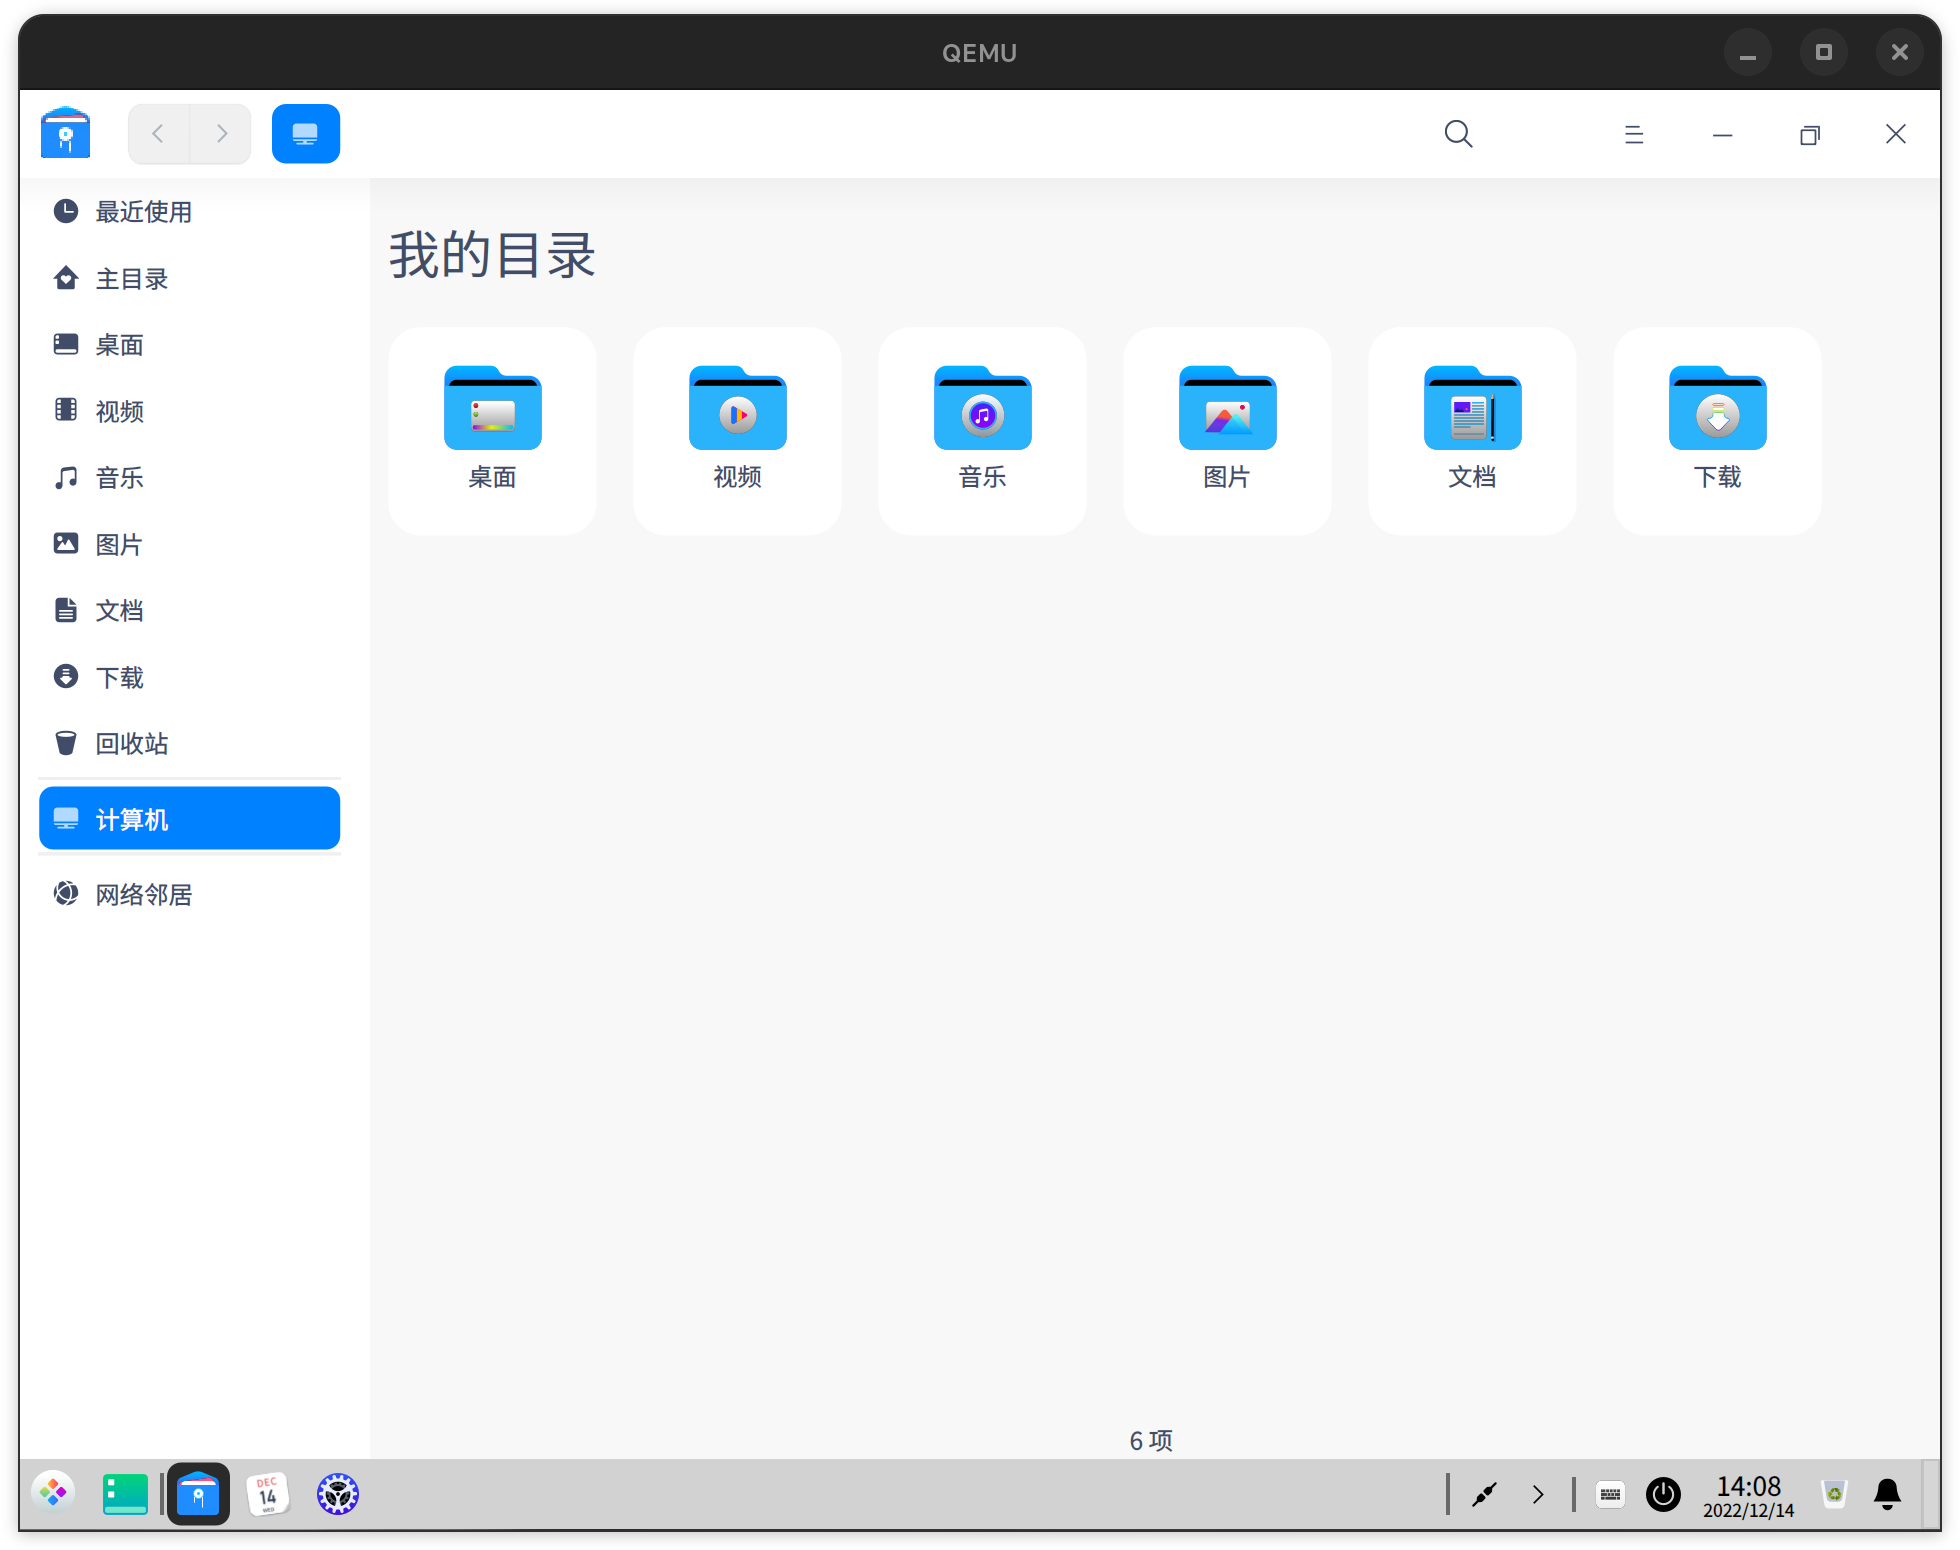 QEMU
最近使用
主目录
桌面
视频
音乐
图片
文档
下载
回收站
计算机
网络邻居
我的目录
桌面
视频
音乐
图片
文档
下载
6 项
DEC
14
WED
14:08
2022/12/14